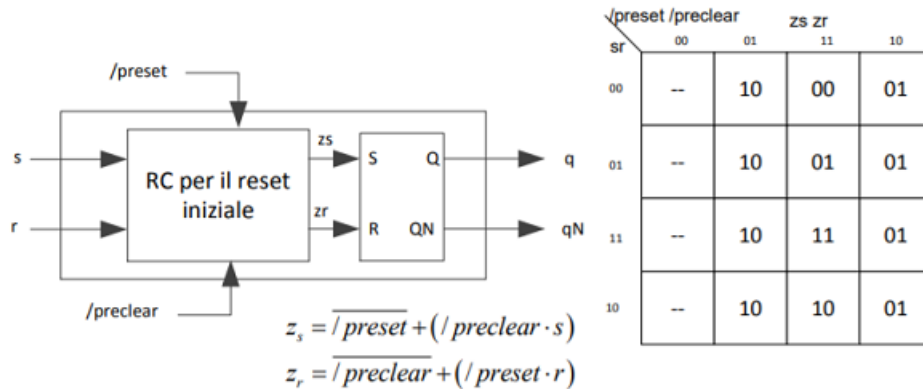 /preset
s
r
RC per il reset
iniziale
zs
zr
S Q
R QN
q
qN
/preclear
z_s = \overline{/preset} + (/preclear · s)
z_r = \overline{/preclear} + (/preset · r)
/preset /preclear zs zr
sr 00 01 11 10
00 -- 10 00 01
01 -- 10 01 01
11 -- 10 11 01
10 -- 10 10 01